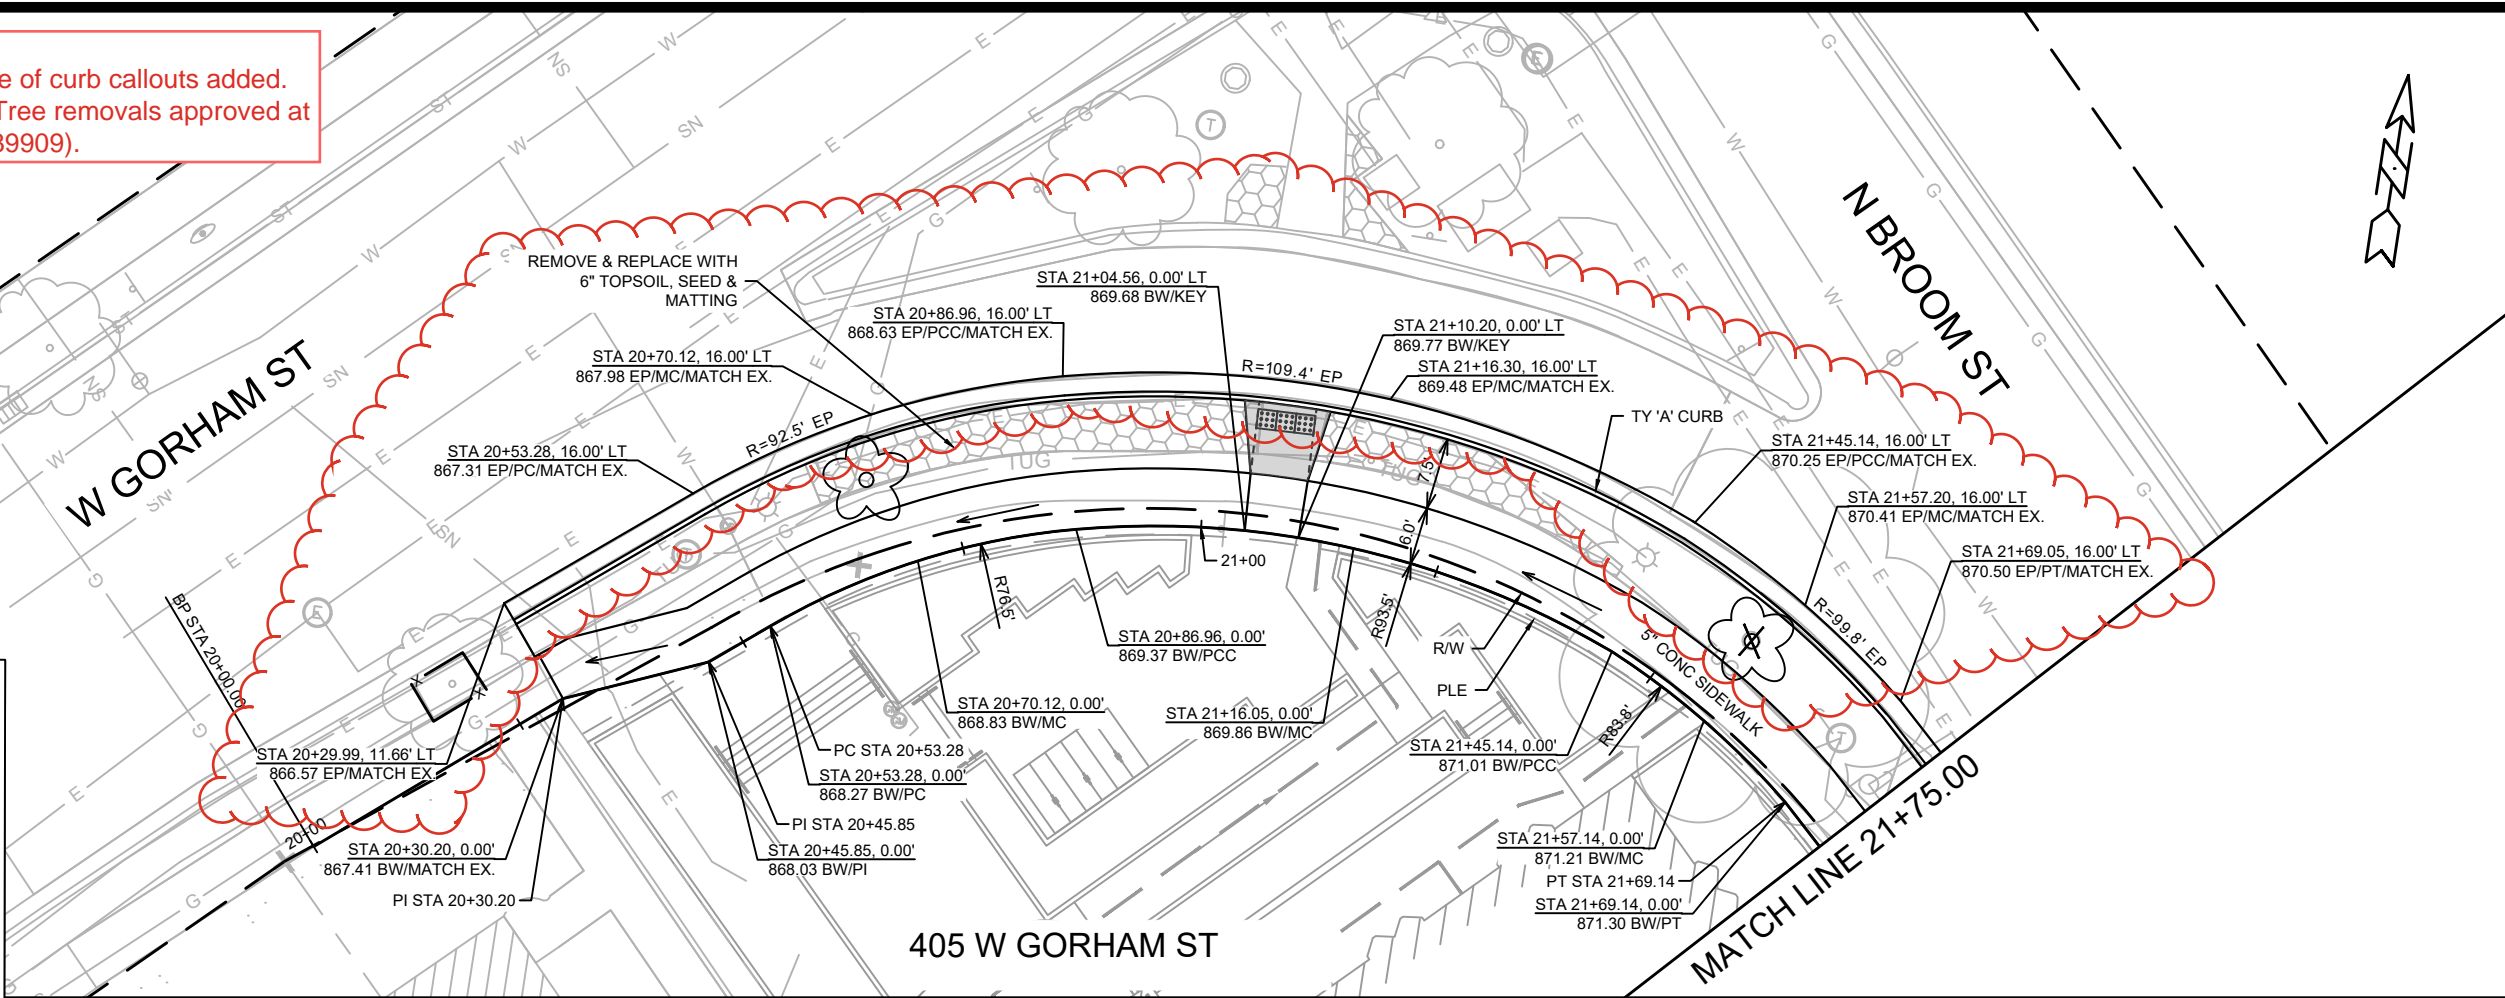 e of curb callouts added.
Tree removals approved at
39909).
W GORHAM ST
N BROOM ST
REMOVE & REPLACE WITH
6" TOPSOIL, SEED &
MATTING
STA 21+04.56, 0.00' LT
869.68 BW/KEY
STA 20+86.96, 16.00' LT
868.63 EP/PCC/MATCH EX.
STA 20+70.12, 16.00' LT
867.98 EP/MC/MATCH EX.
STA 20+53.28, 16.00' LT
867.31 EP/PC/MATCH EX.
R=92.5' EP
R=109.4' EP
STA 21+10.20, 0.00' LT
869.77 BW/KEY
STA 21+16.30, 16.00' LT
869.48 EP/MC/MATCH EX.
TY 'A' CURB
STA 21+45.14, 16.00' LT
870.25 EP/PCC/MATCH EX.
STA 21+57.20, 16.00' LT
870.41 EP/MC/MATCH EX.
STA 21+69.05, 16.00' LT
870.50 EP/PT/MATCH EX.
R=99.8' EP
7.5'
6.0'
21+00
R76.5'
R93.5'
R83.8'
R/W
PLE
5" CONC SIDEWALK
TUG
TUG
BP STA 20+00.00
20+00
STA 20+29.99, 11.66' LT
866.57 EP/MATCH EX.
STA 20+30.20, 0.00'
867.41 BW/MATCH EX.
PI STA 20+30.20
PC STA 20+53.28
STA 20+53.28, 0.00'
868.27 BW/PC
PI STA 20+45.85
STA 20+45.85, 0.00'
868.03 BW/PI
STA 20+70.12, 0.00'
868.83 BW/MC
STA 20+86.96, 0.00'
869.37 BW/PCC
STA 21+16.05, 0.00'
869.86 BW/MC
STA 21+45.14, 0.00'
871.01 BW/PCC
STA 21+57.14, 0.00'
871.21 BW/MC
PT STA 21+69.14
STA 21+69.14, 0.00'
871.30 BW/PT
405 W GORHAM ST
MATCH LINE 21+75.00